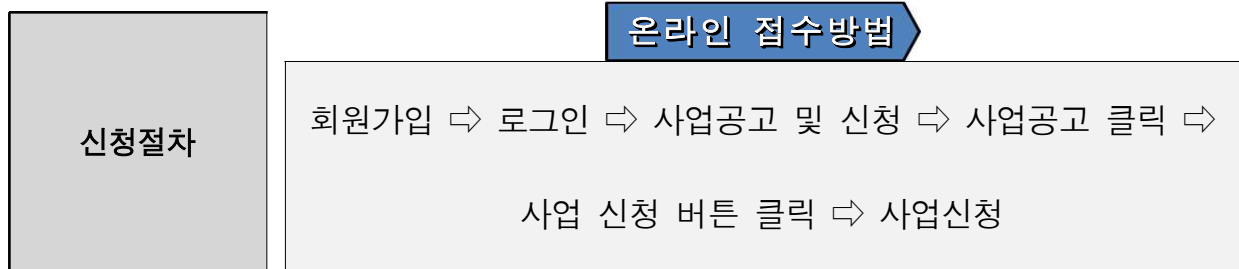 온라인 접수방법
신청절차
회원가입 ⇨ 로그인 ⇨ 사업공고 및 신청 ⇨ 사업공고 클릭 ⇨
사업 신청 버튼 클릭 ⇨ 사업신청